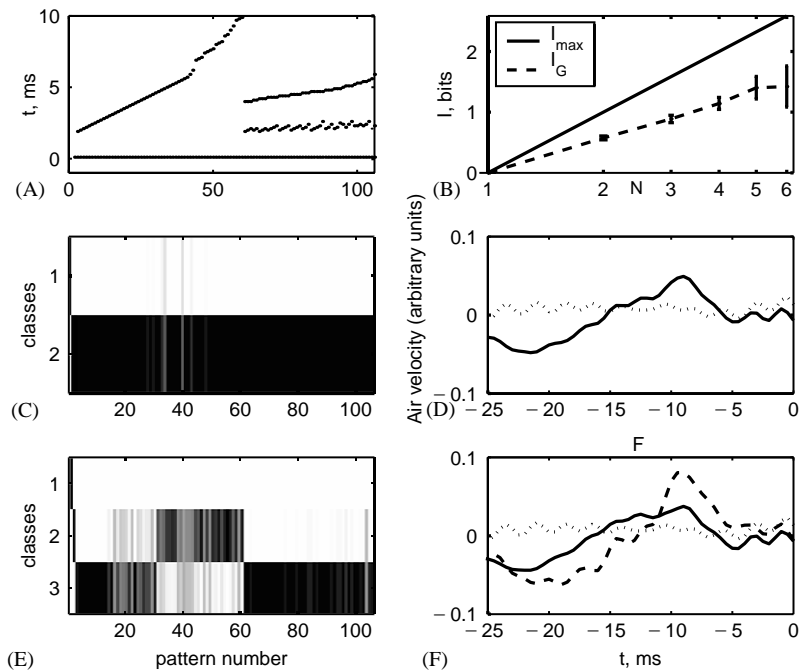 10
5
0
t, ms
0
50
100
(A)
2
1
0
I, bits
I_max
I_G
1
2
N
3
4
5
6
(B)
1
2
classes
20
40
60
80
100
(C)
0.1
0
− 0.1
Air velocity (arbitrary units)
− 25
− 20
− 15
− 10
− 5
0
(D)
1
2
3
classes
20
40
60
80
100
pattern number
(E)
F
0.1
0
− 0.1
− 25
− 20
− 15
− 10
− 5
0
t, ms
(F)